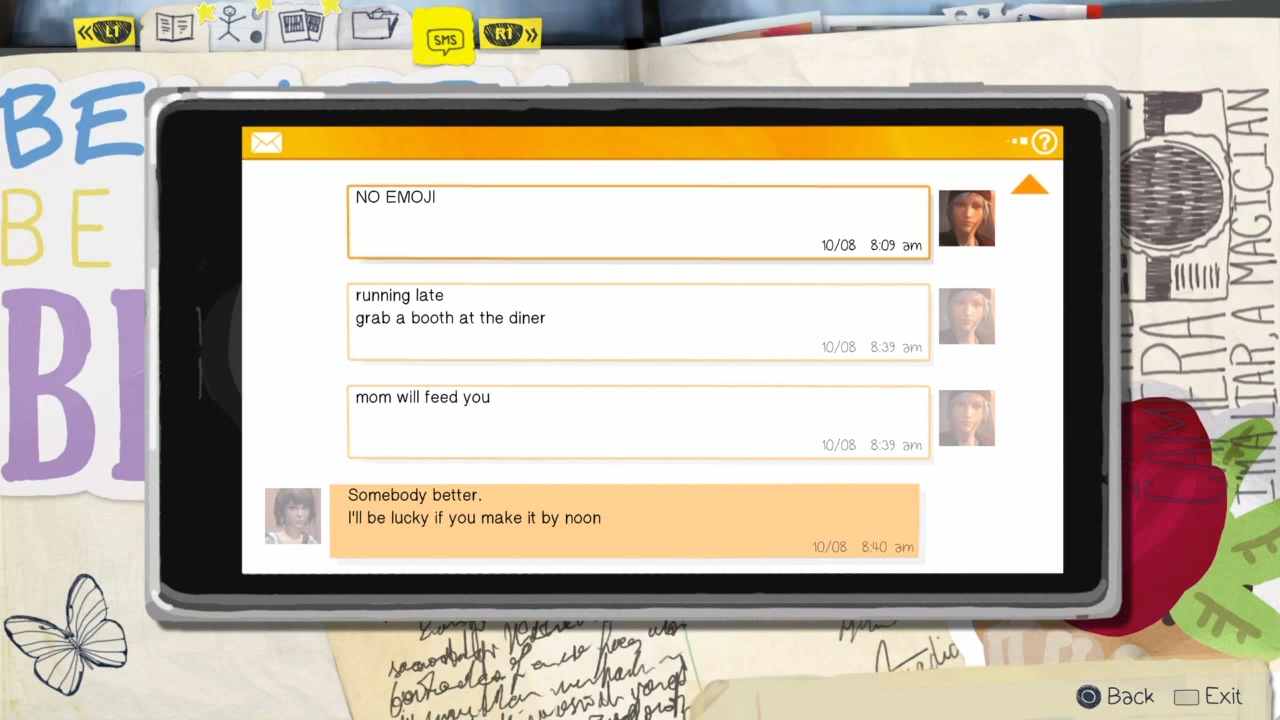 L1
SMS
R1
BE
BE
NO EMOJI
10/08 8:09 am
running late
grab a booth at the diner
10/08 8:39 am
mom will feed you
10/08 8:39 am
Somebody better.
I'll be lucky if you make it by noon
10/08 8:40 am
CAMERA
I'M A LIAR, A MAGICIAN
Back
Exit